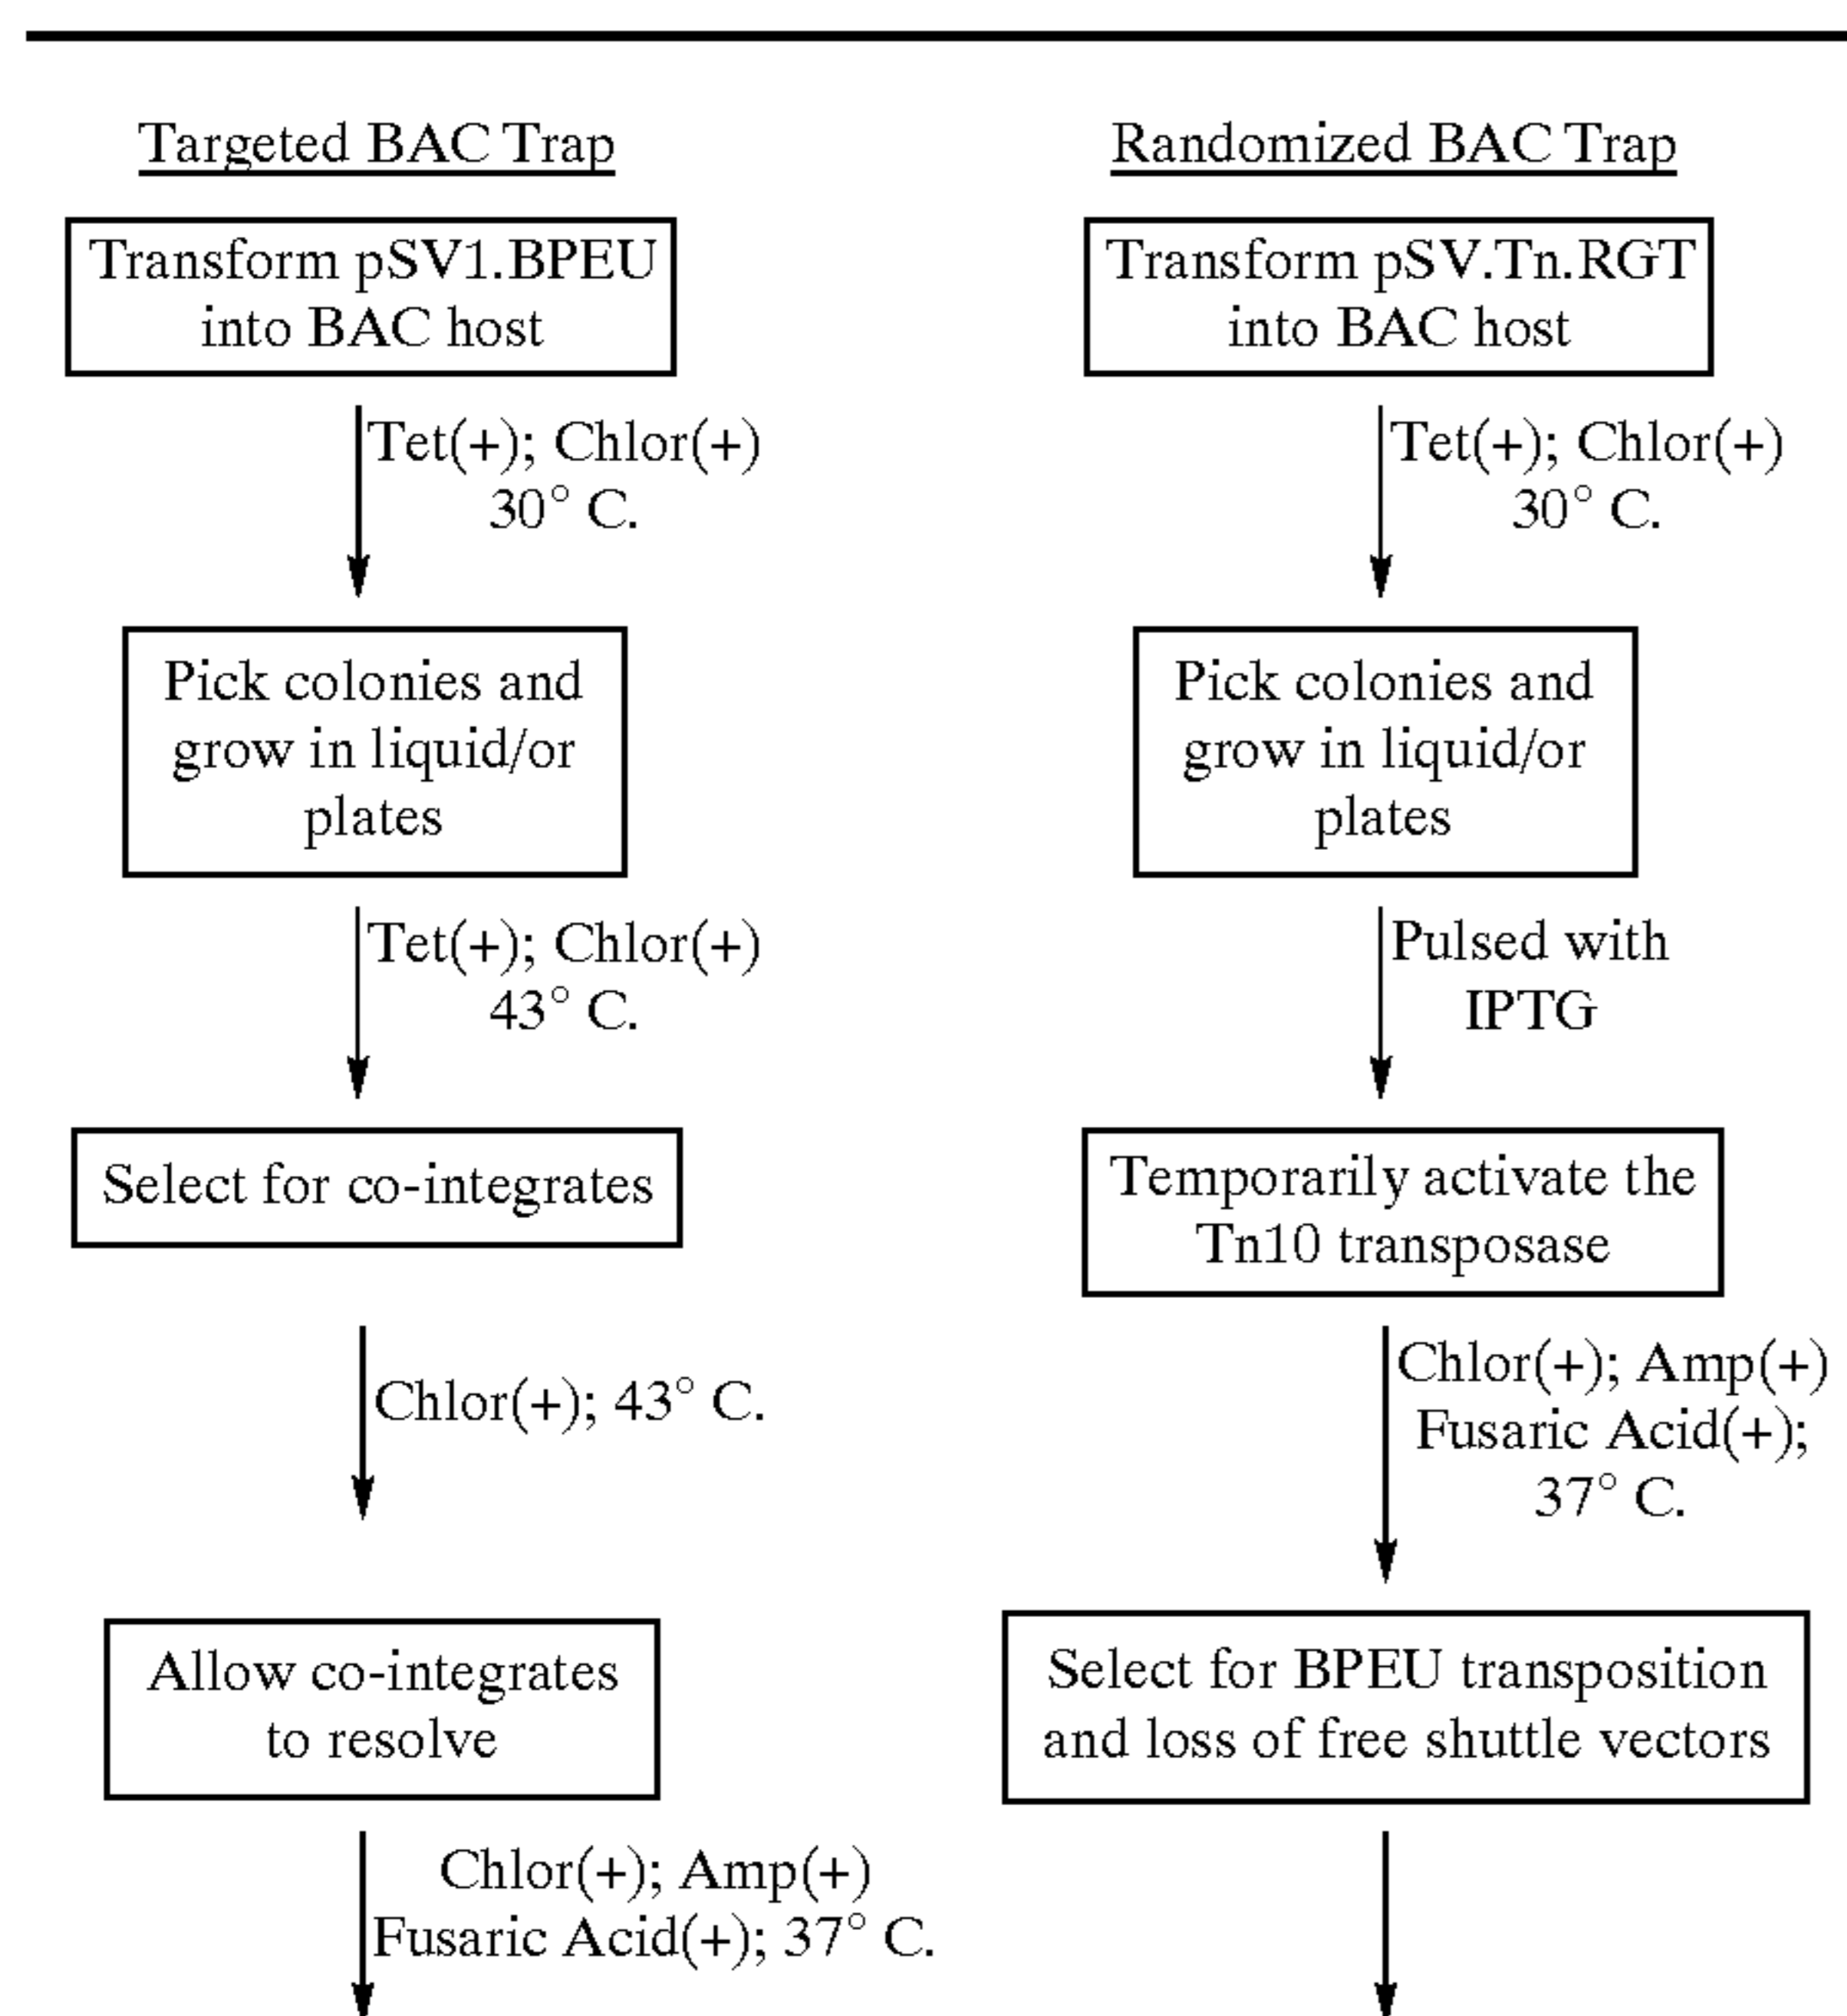 Targeted BAC Trap
Transform pSV1.BPEU
into BAC host
Tet(+); Chlor(+)
30° C.
Pick colonies and
grow in liquid/or
plates
Tet(+); Chlor(+)
43° C.
Select for co-integrates
Chlor(+); 43° C.
Allow co-integrates
to resolve
Chlor(+); Amp(+)
Fusaric Acid(+); 37° C.
Randomized BAC Trap
Transform pSV.Tn.RGT
into BAC host
Tet(+); Chlor(+)
30° C.
Pick colonies and
grow in liquid/or
plates
Pulsed with
IPTG
Temporarily activate the
Tn10 transposase
Chlor(+); Amp(+)
Fusaric Acid(+);
37° C.
Select for BPEU transposition
and loss of free shuttle vectors